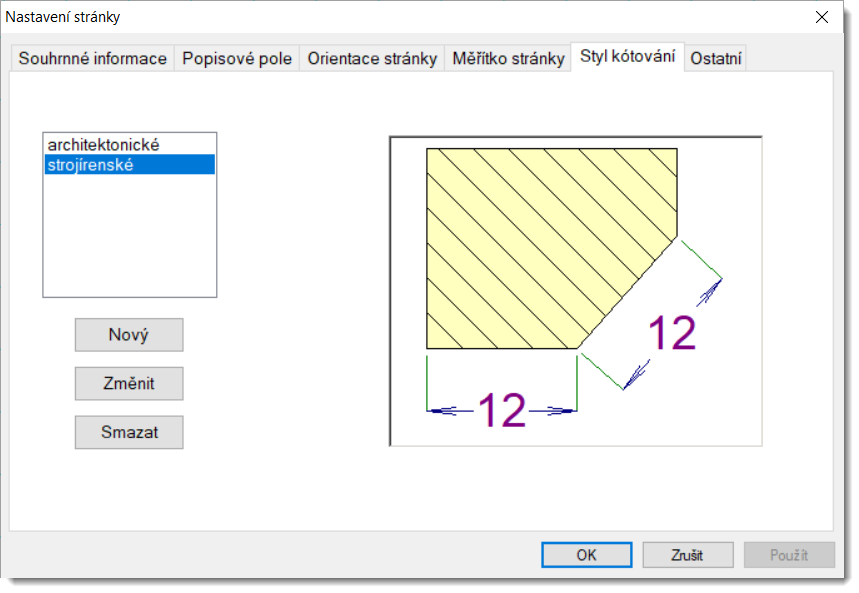 Nastavení stránky
Souhrnné informace
Popisové pole
Orientace stránky
Měřítko stránky
Styl kótování
Ostatní
architektonické
strojírenské
Nový
Změnit
Smazat
12
12
OK
Zrušit
Použít